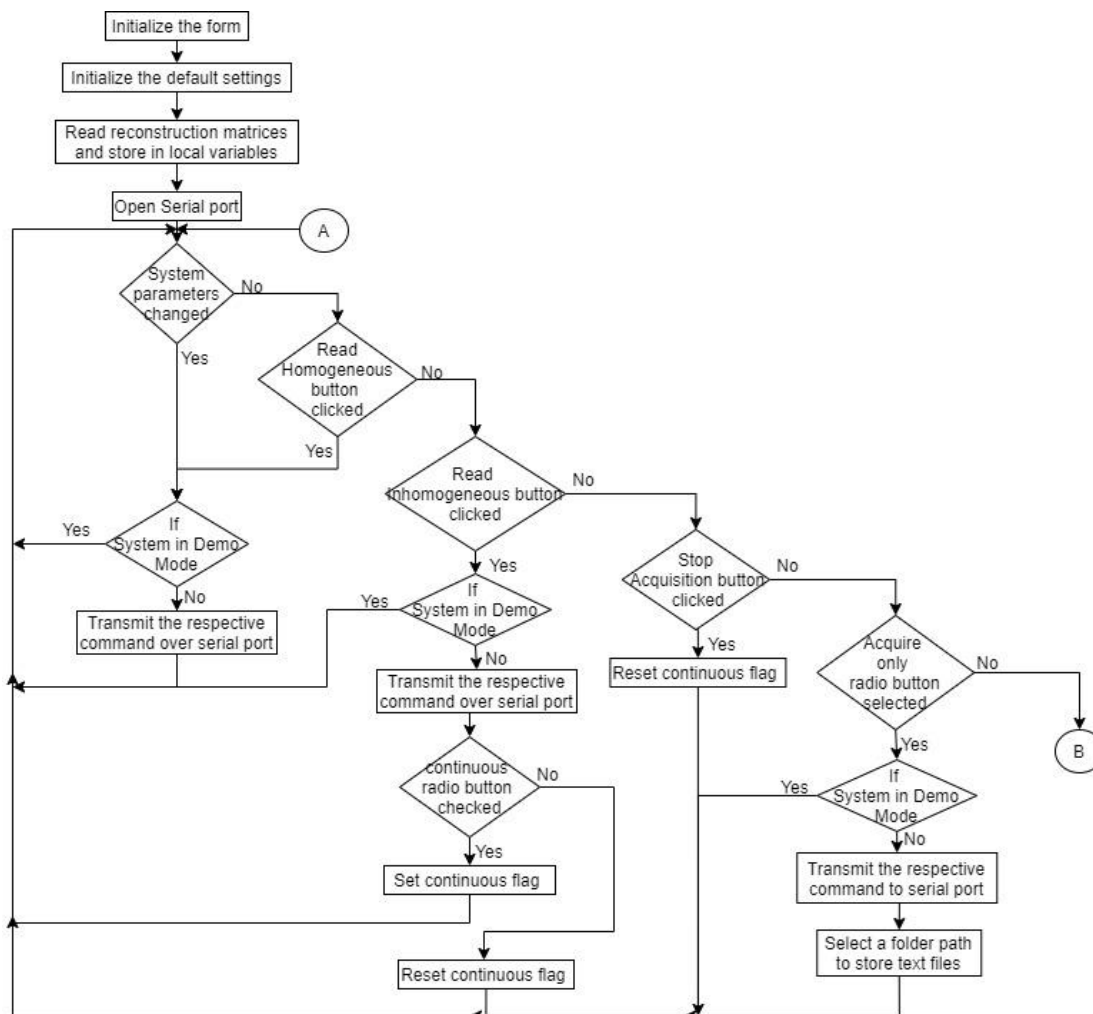 Initialize the form
Initialize the default settings
Read reconstruction matrices
and store in local variables
Open Serial port
A
System
parameters
changed
No
Yes
Read
Homogeneous
button
clicked
No
Yes
Read
Inhomogeneous button
clicked
No
Yes
If
System in Demo
Mode
Yes
No
Transmit the respective
command over serial port
If
System in Demo
Mode
Yes
No
Transmit the respective
command over serial port
continuous
radio button
checked
No
Yes
Set continuous flag
Reset continuous flag
Stop
Acquisition button
clicked
No
Yes
Reset continuous flag
Acquire
only
radio button
selected
No
Yes
B
If
System in Demo
Mode
Yes
No
Transmit the respective
command to serial port
Select a folder path
to store text files